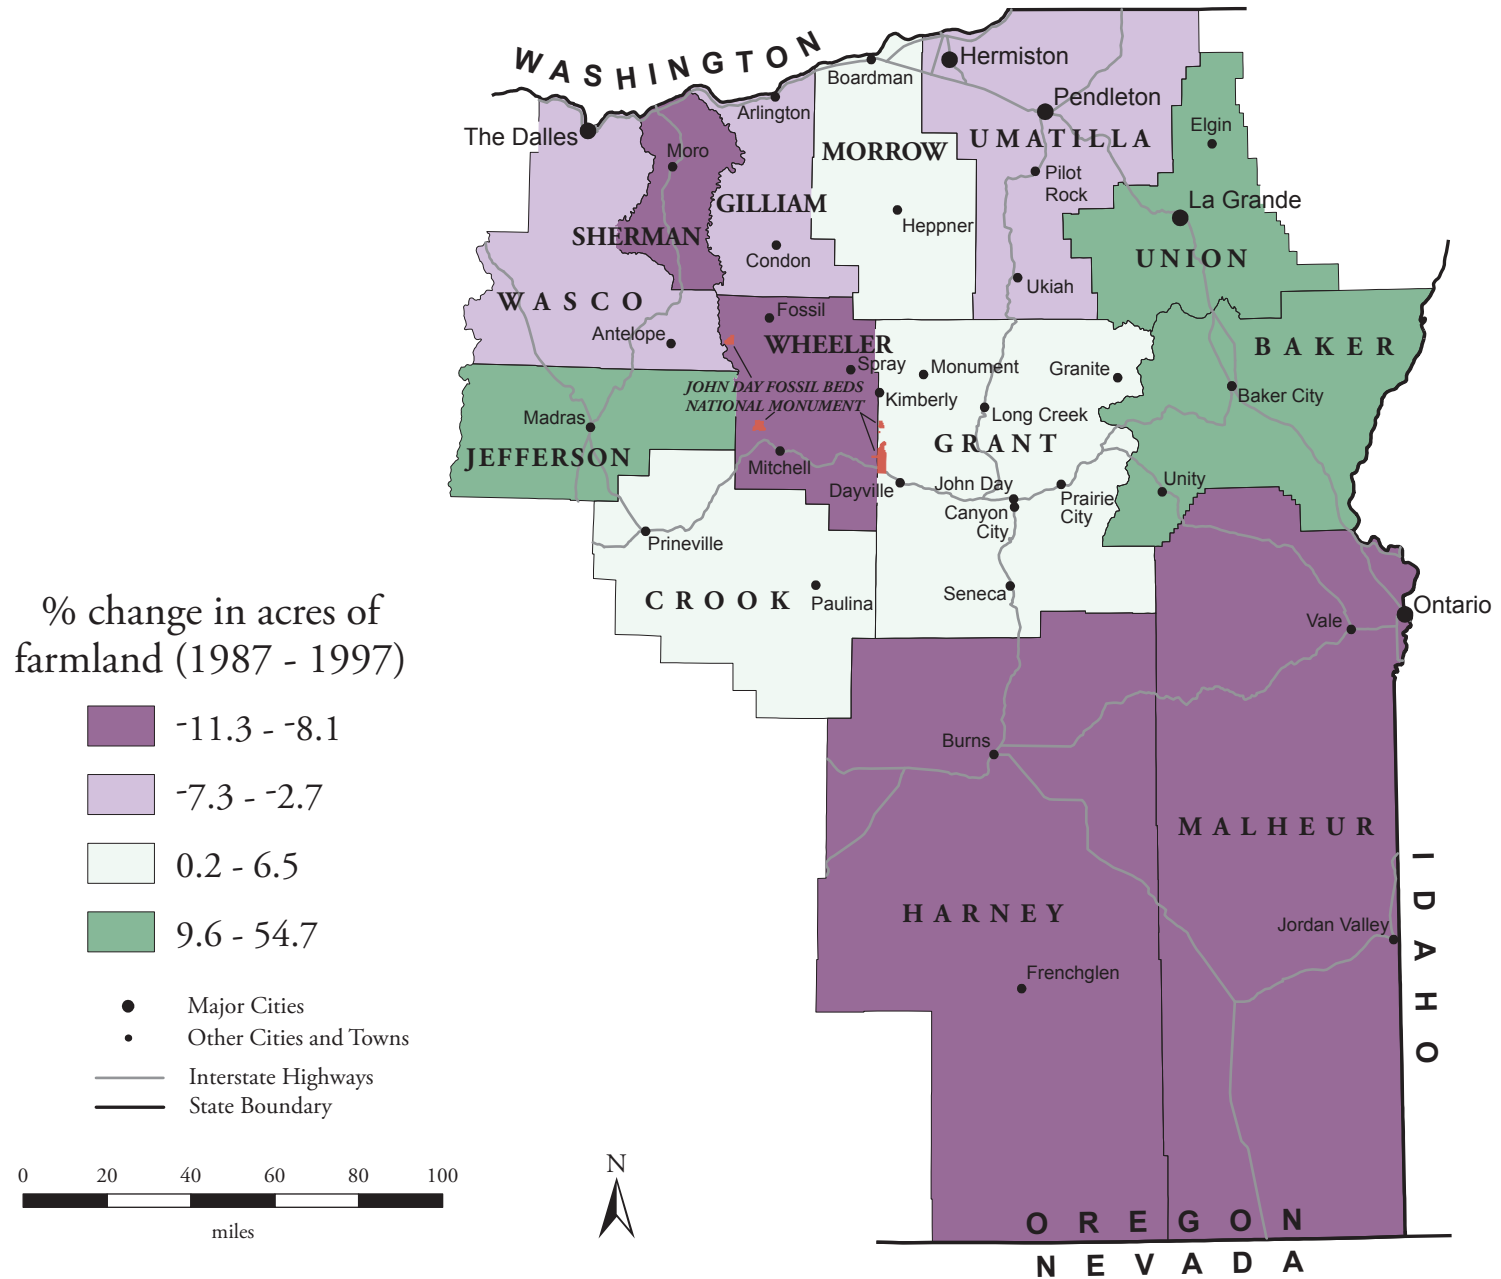 WASHINGTON
Hermiston
Boardman
Pendleton
Arlington
The Dalles
Elgin
UMATILLA
Moro
MORROW
Pilot
Rock
La Grande
GILLIAM
Heppner
SHERMAN
Condon
UNION
Ukiah
WASCO
Fossil
Antelope
WHEELER
BAKER
Spray
Monument
Granite
JOHN DAY FOSSIL BEDS
NATIONAL MONUMENT
Kimberly
Baker City
Long Creek
Madras
GRANT
JEFFERSON
Mitchell
Dayville
John Day
Unity
Prairie
City
Canyon
City
Prineville
Seneca
CROOK
Paulina
Ontario
Vale
% change in acres of
farmland (1987 - 1997)
-11.3 - -8.1
-7.3 - -2.7
0.2 - 6.5
9.6 - 54.7
Burns
MALHEUR
HARNEY
Jordan Valley
Frenchglen
IDAHO
Major Cities
Other Cities and Towns
Interstate Highways
State Boundary
0 20 40 60 80 100
miles
N
OREGON
NEVADA